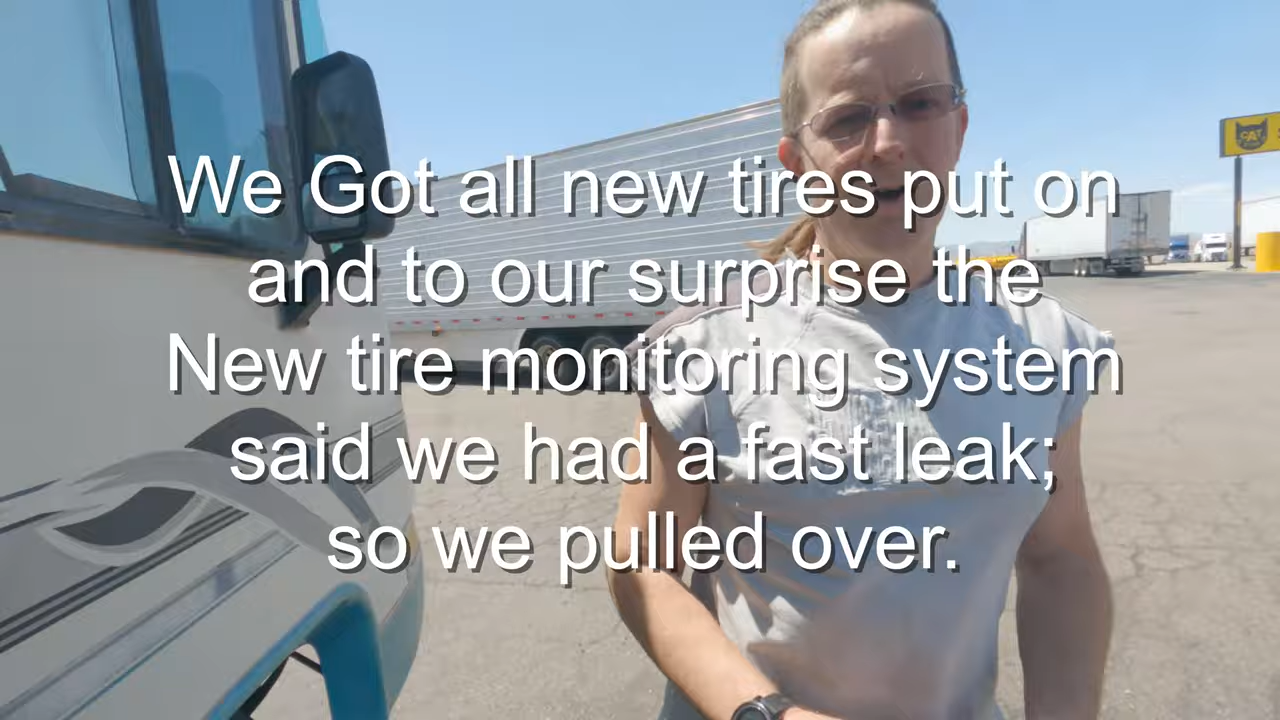 We Got all new tires put on
and to our surprise the
New tire monitoring system
said we had a fast leak;
so we pulled over.
CAT